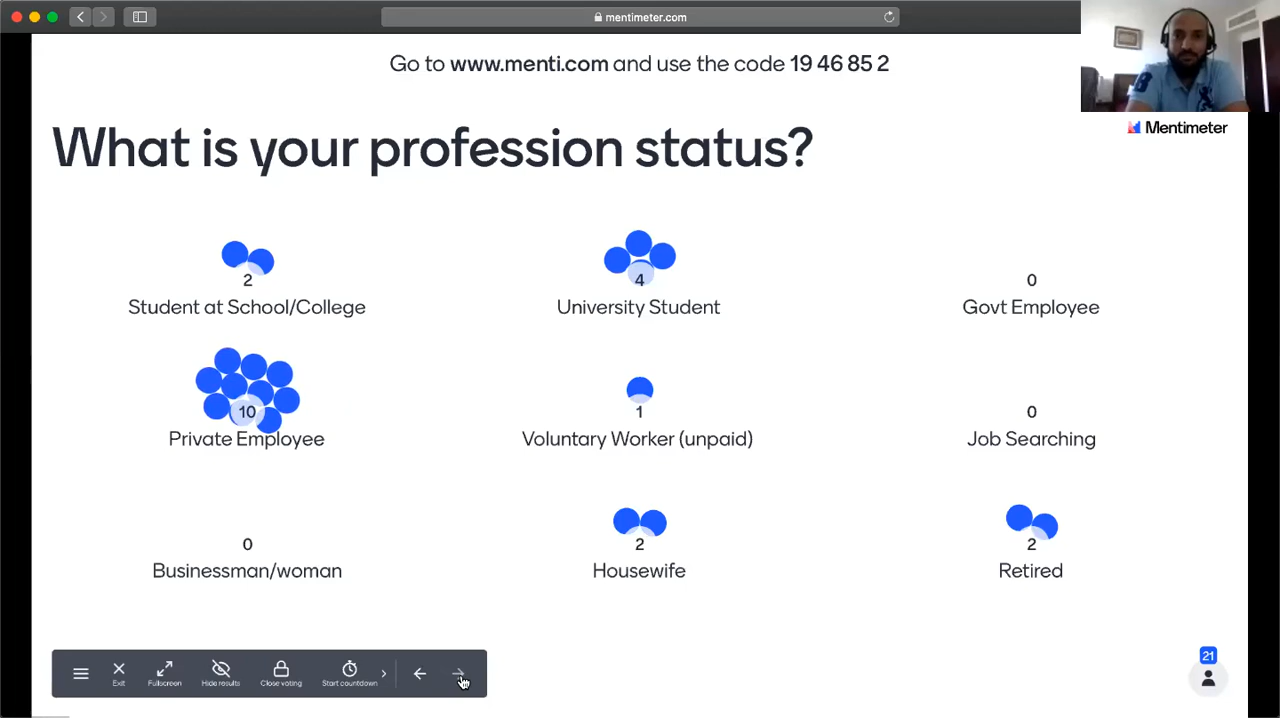 mentimeter.com
Go to www.menti.com and use the code 19 46 85 2
Mentimeter
What is your profession status?
2
Student at School/College
4
University Student
0
Govt Employee
10
Private Employee
1
Voluntary Worker (unpaid)
0
Job Searching
0
Businessman/woman
2
Housewife
2
Retired
Exit
Fullscreen
Hide results
Close voting
Start countdown
21